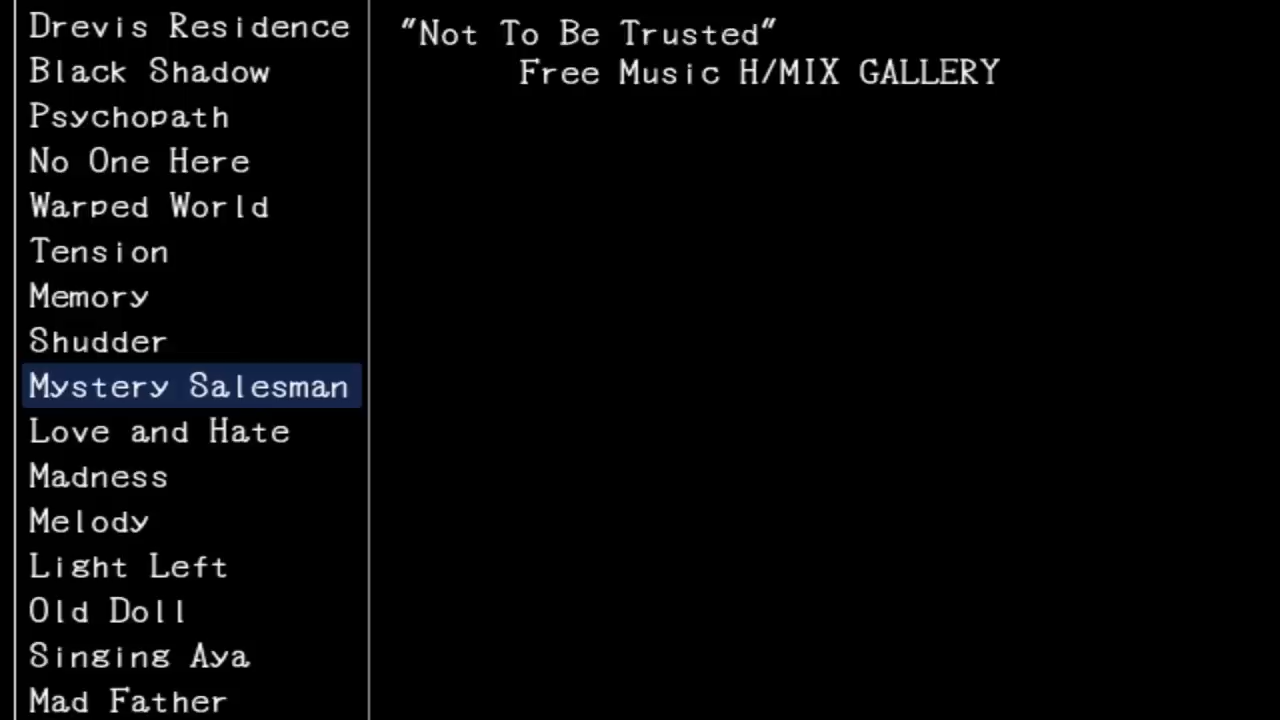 Drevis Residence
Black Shadow
Psychopath
No One Here
Warped World
Tension
Memory
Shudder
Mystery Salesman
Love and Hate
Madness
Melody
Light Left
Old Doll
Singing Aya
Mad Father
"Not To Be Trusted"
Free Music H/MIX GALLERY